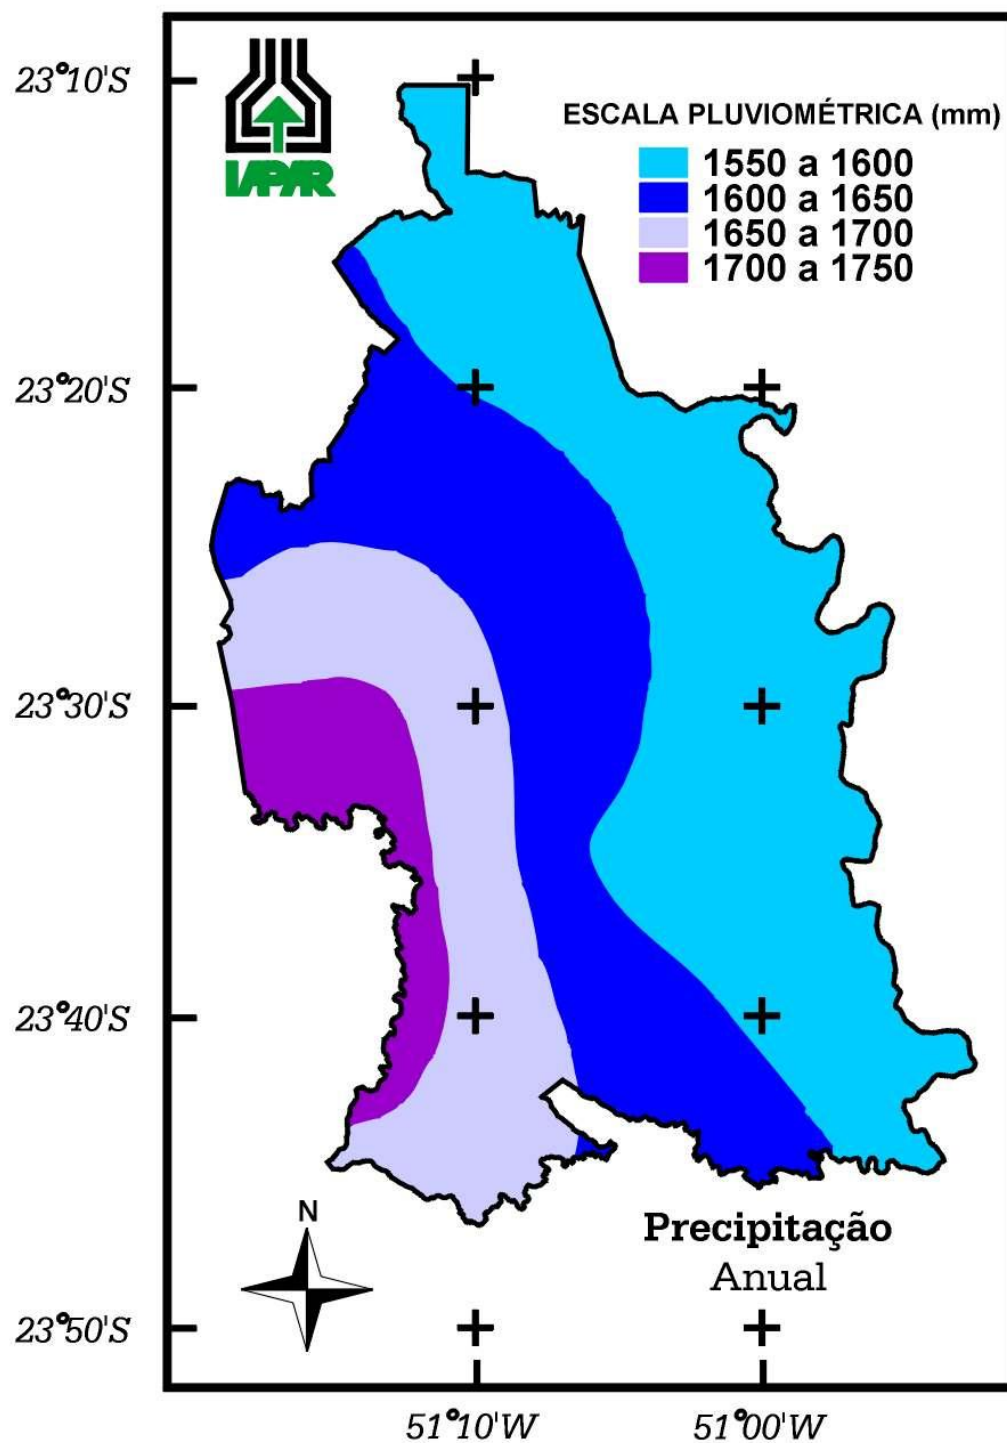 23°10'S
IAPAR
ESCALA PLUVIOMÉTRICA (mm)
1550 a 1600
1600 a 1650
1650 a 1700
1700 a 1750
23°20'S
23°30'S
23°40'S
N
Precipitação
Anual
23°50'S
51°10'W
51°00'W